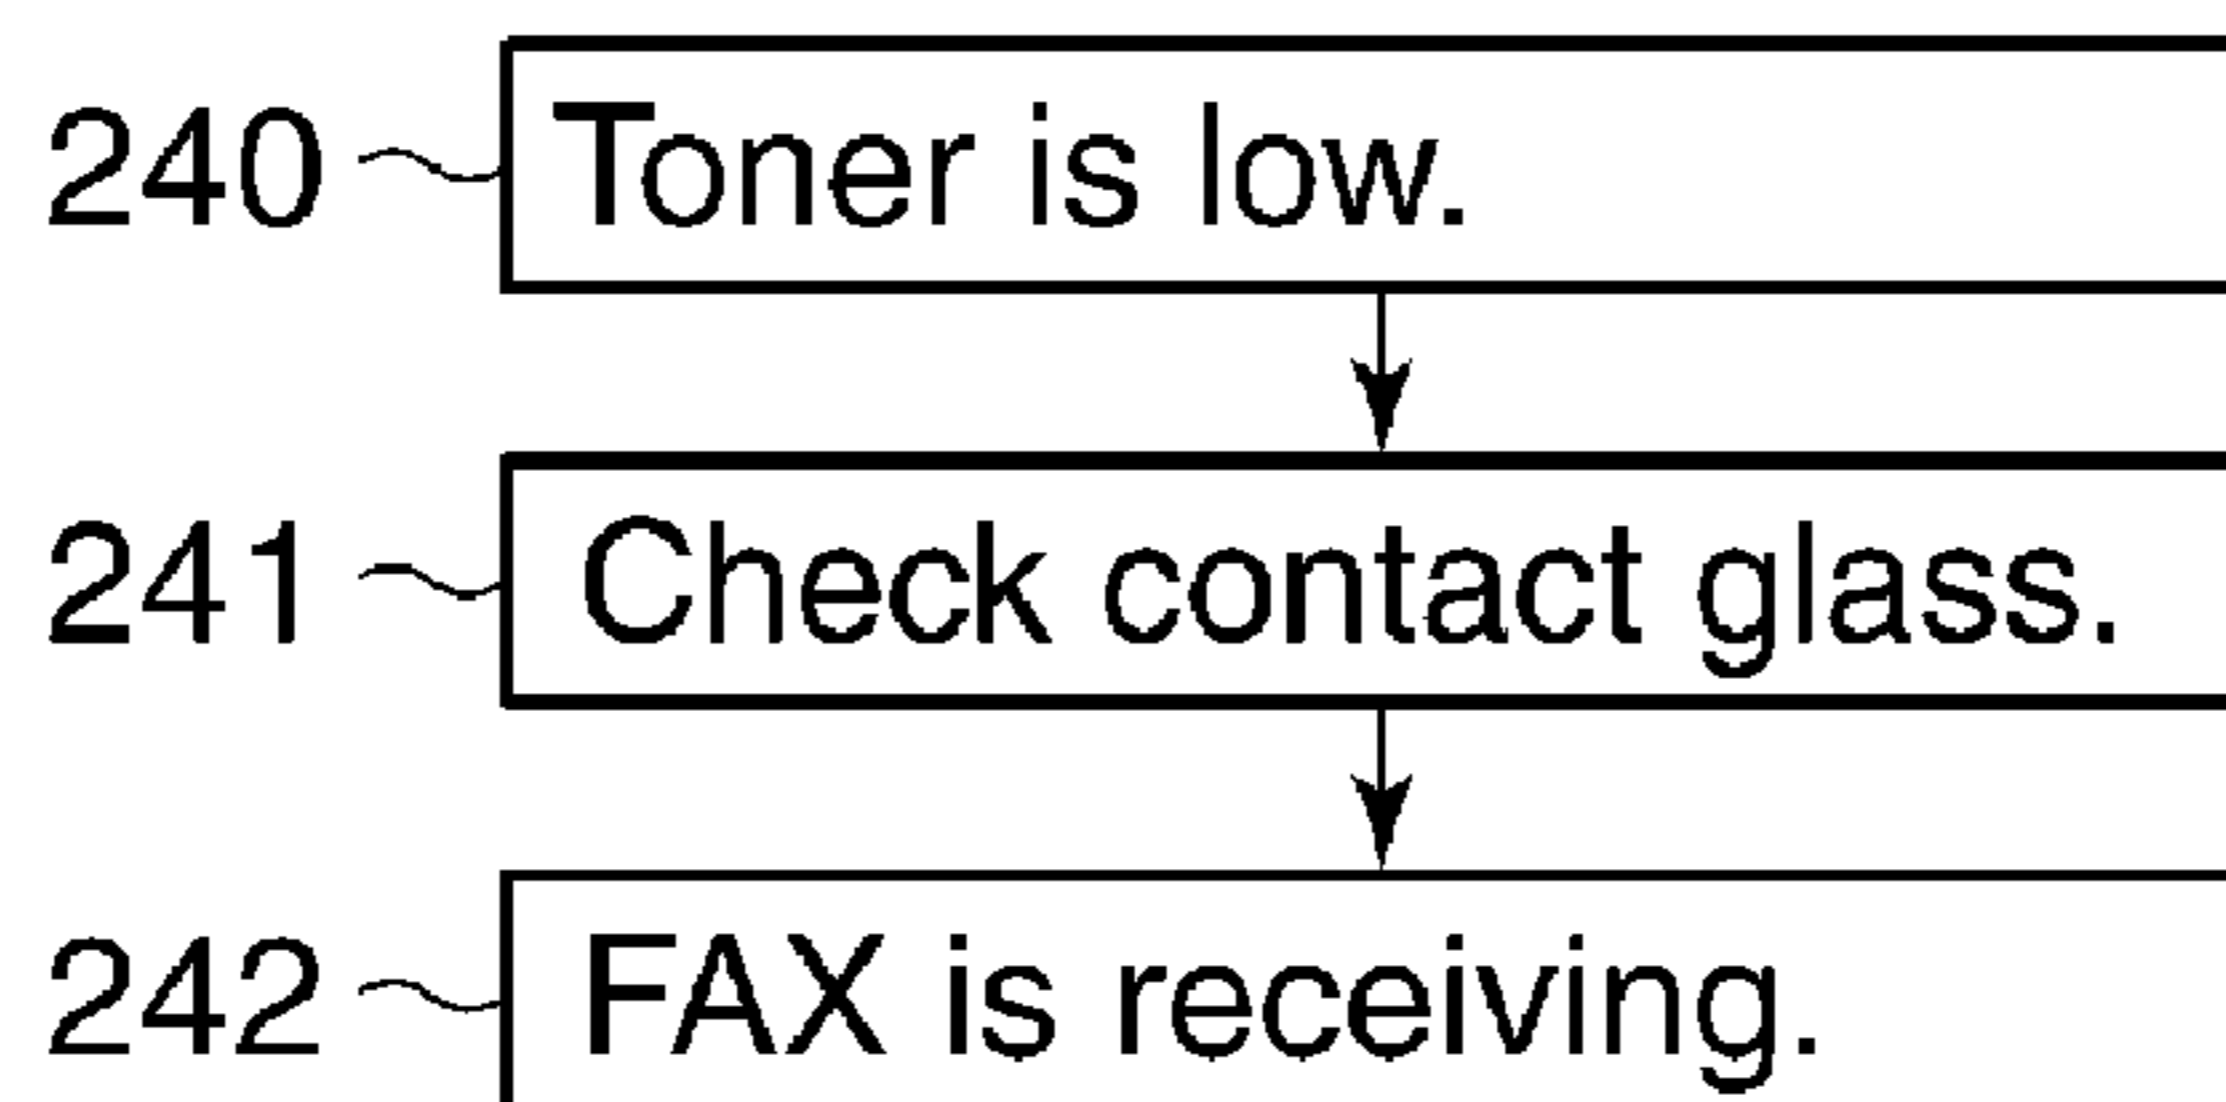 240 Toner is low.
241 Check contact glass.
242 FAX is receiving.